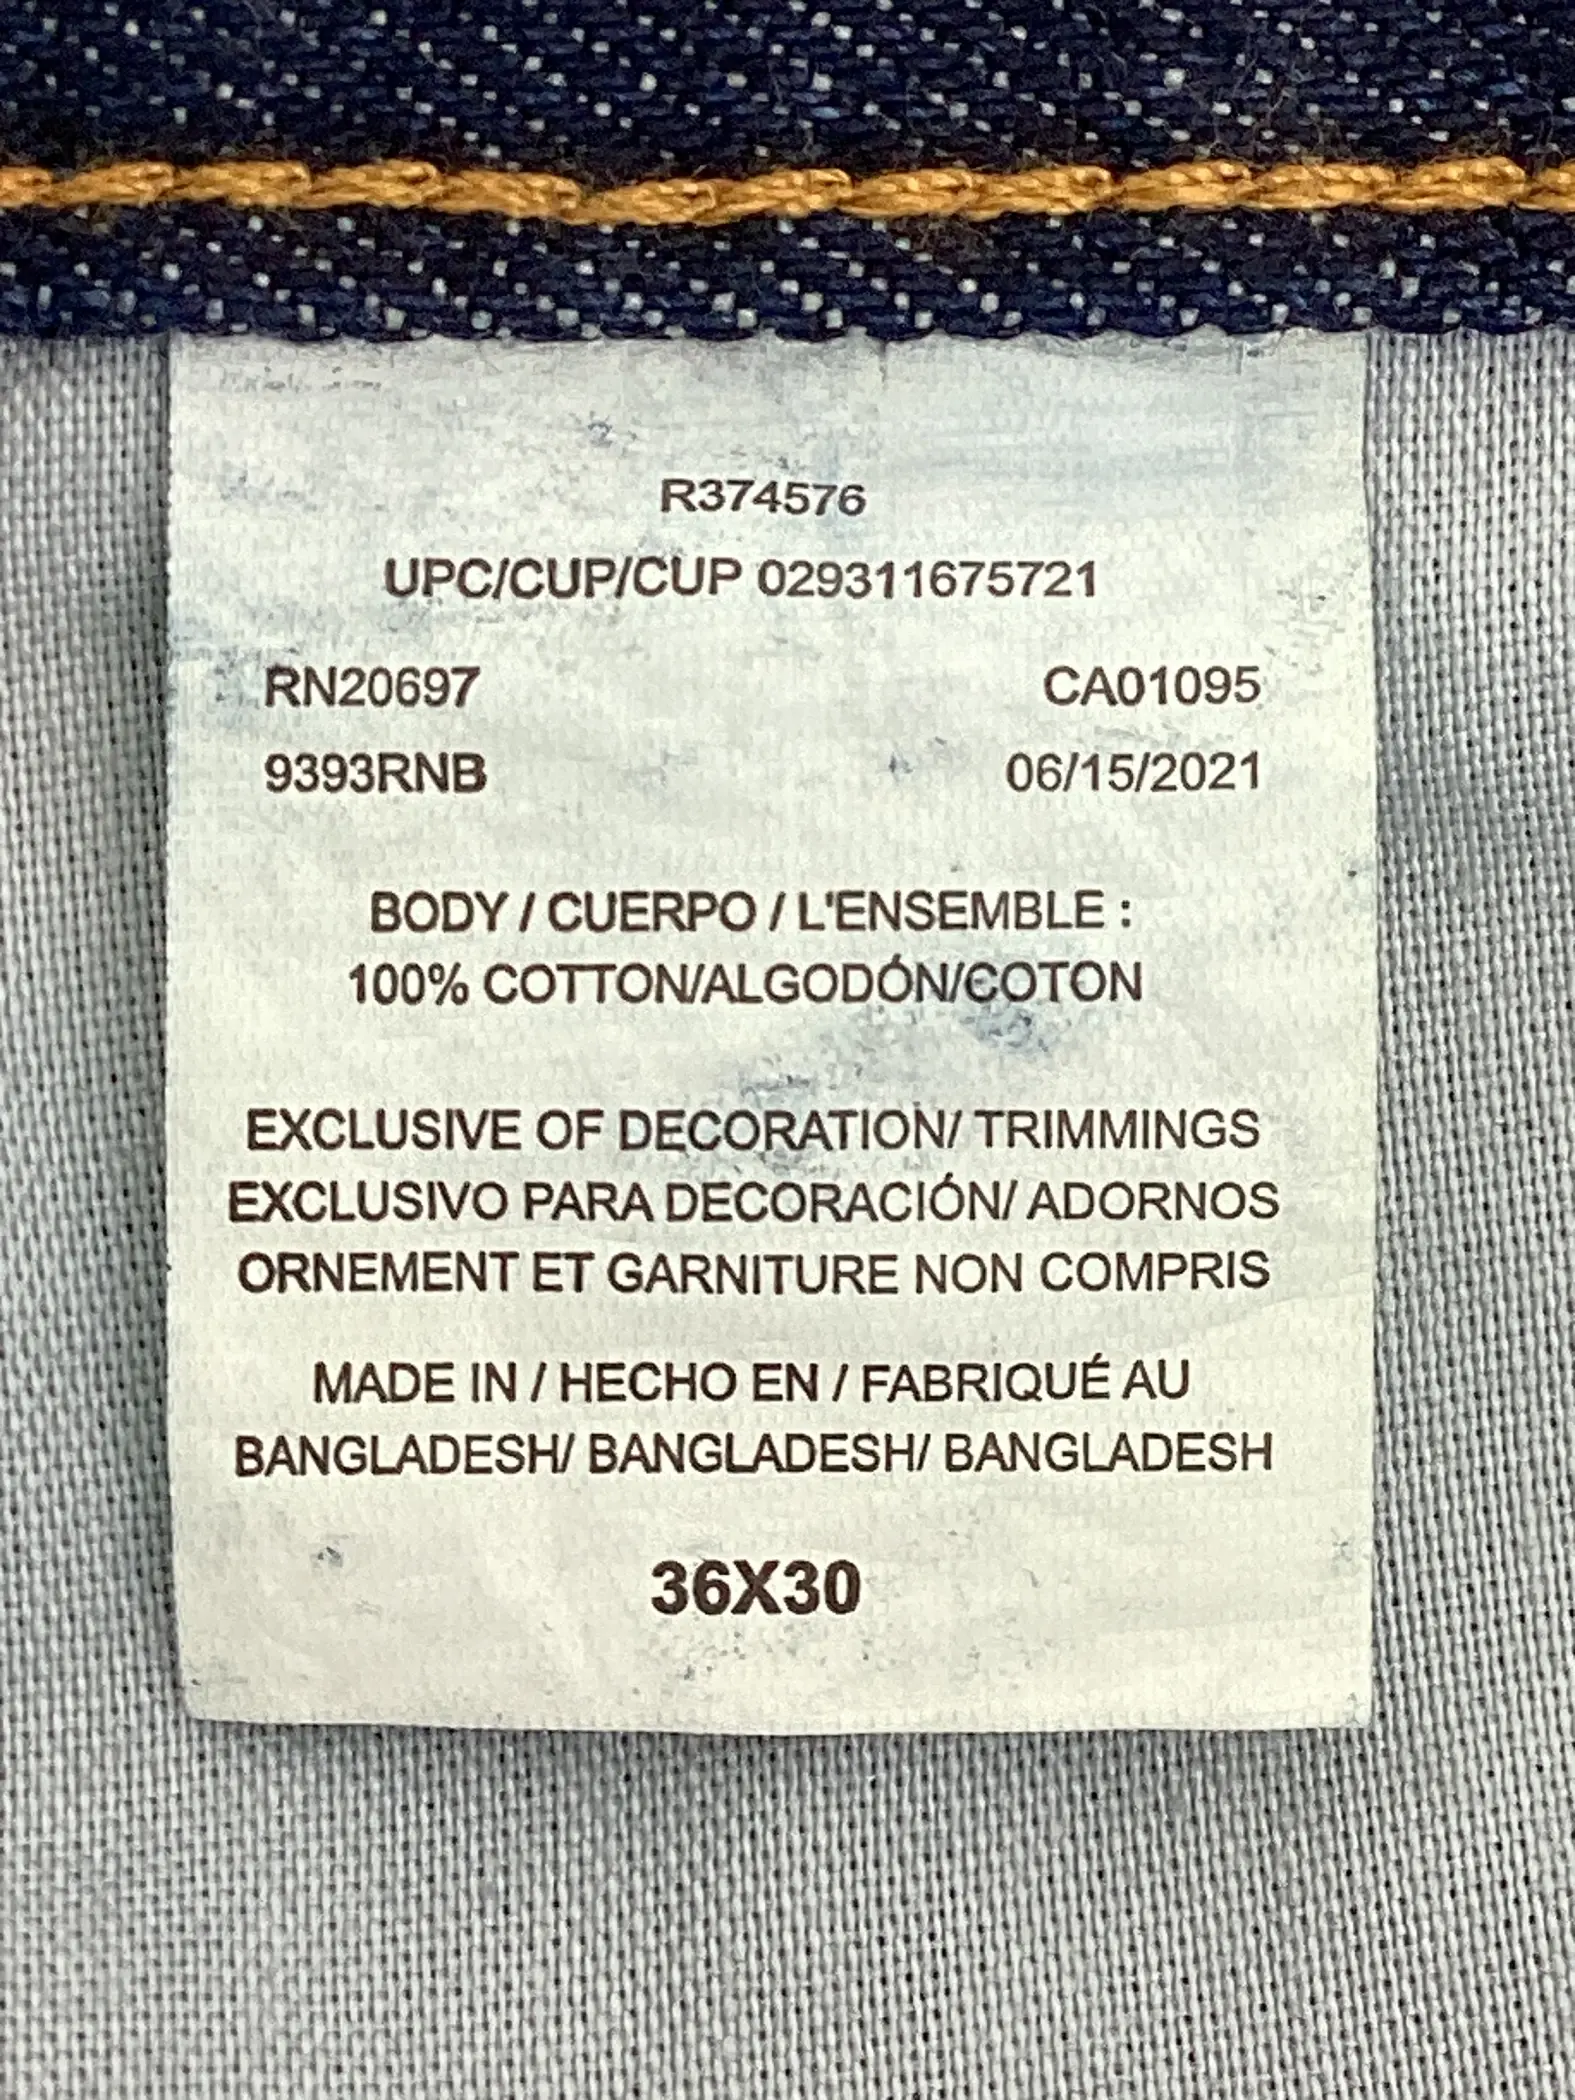 R374576
UPC/CUP/CUP 029311675721
RN20697 CA01095
9393RNB 06/15/2021
BODY / CUERPO / L'ENSEMBLE :
100% COTTON/ALGODÓN/COTON
EXCLUSIVE OF DECORATION/ TRIMMINGS
EXCLUSIVO PARA DECORACIÓN/ ADORNOS
ORNEMENT ET GARNITURE NON COMPRIS
MADE IN / HECHO EN / FABRIQUÉ AU
BANGLADESH/ BANGLADESH/ BANGLADESH
36X30